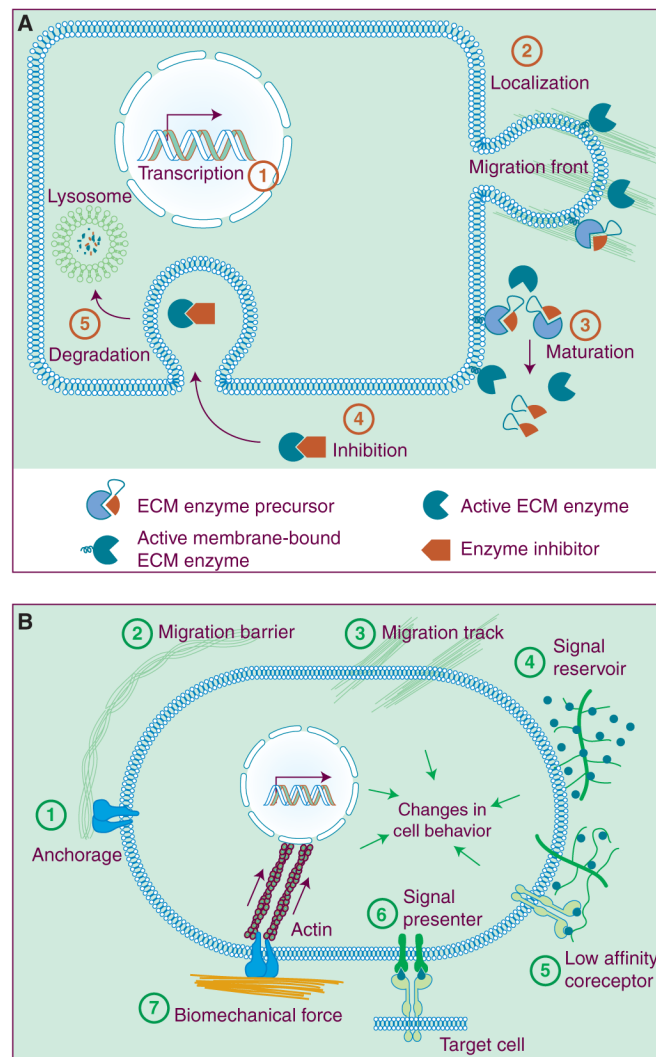 A
2
Localization
Migration front
Transcription 1
Lysosome
5
Degradation
3
Maturation
4
Inhibition
ECM enzyme precursor
Active ECM enzyme
Active membrane-bound
ECM enzyme
Enzyme inhibitor
B
2 Migration barrier
3 Migration track
4 Signal
reservoir
1
Anchorage
Changes in
cell behavior
Actin
6 Signal
presenter
5 Low affinity
coreceptor
7 Biomechanical force
Target cell